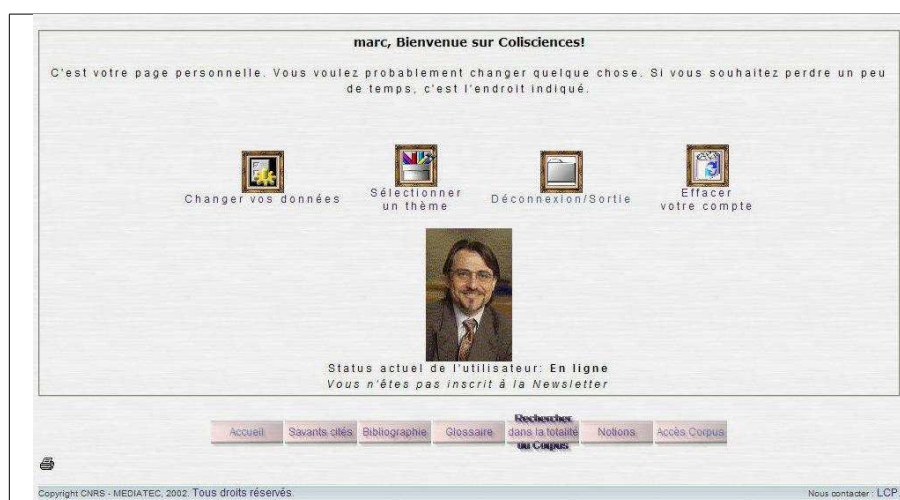 marc, Bienvenue sur Colisciences!
C'est votre page personnelle. Vous voulez probablement changer quelque chose. Si vous souhaitez perdre un peu
de temps, c'est l'endroit indiqué.
Changer vos données
Sélectionner
un thème
Déconnexion/Sortie
Effacer
votre compte
Status actuel de l'utilisateur: En ligne
Vous n'êtes pas inscrit à la Newsletter
Accueil
Savants cités
Bibliographie
Glossaire
Rechercher
dans la totalité
du Corpus
Notions
Accès Corpus
Copyright CNRS - MEDIATEC, 2002. Tous droits réservés.
Nous contacter : LCP